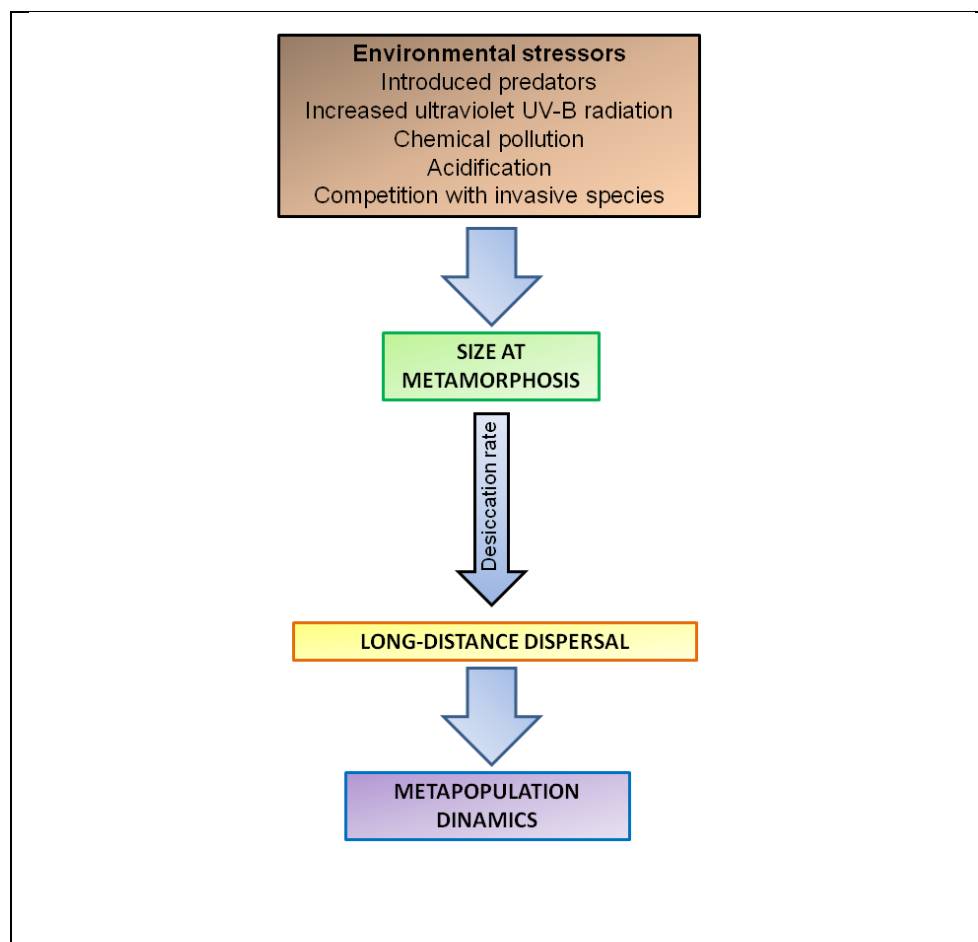 Environmental stressors
Introduced predators
Increased ultraviolet UV-B radiation
Chemical pollution
Acidification
Competition with invasive species
SIZE AT
METAMORPHOSIS
Desiccation rate
LONG-DISTANCE DISPERSAL
METAPOPULATION
DINAMICS